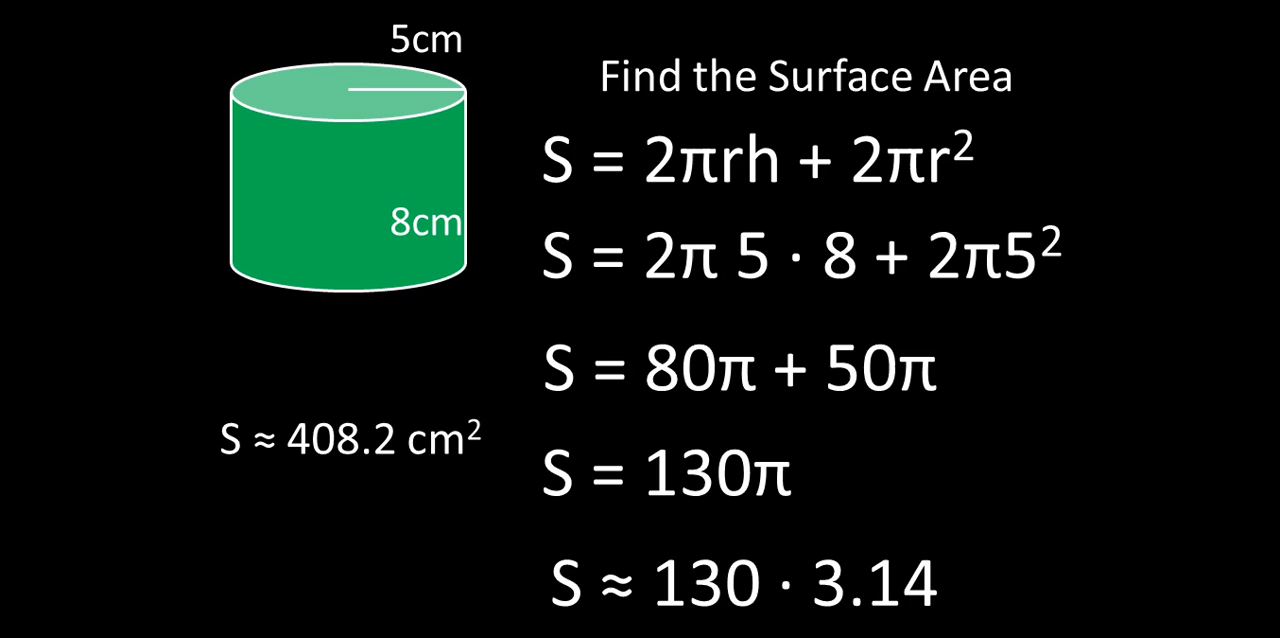 5cm
8cm
Find the Surface Area
S = 2πrh + 2πr²
S = 2π 5 · 8 + 2π5²
S = 80π + 50π
S = 130π
S ≈ 130 · 3.14
S ≈ 408.2 cm²